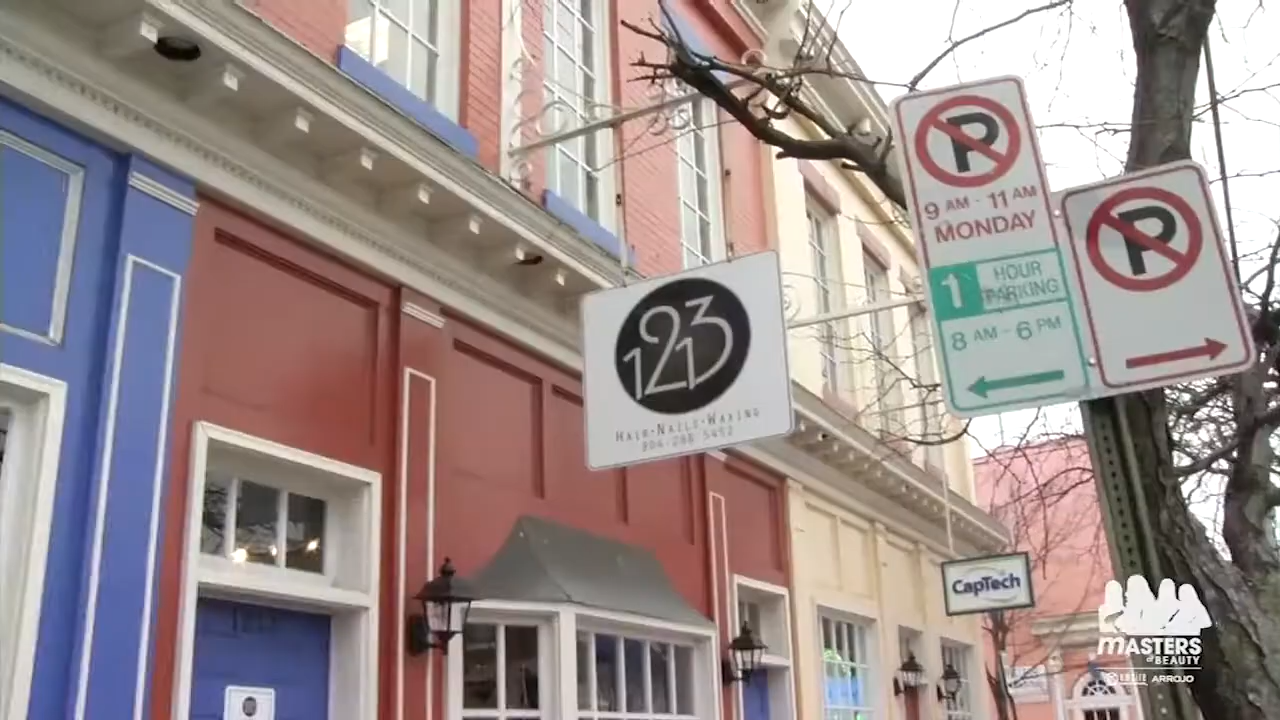 1213
HAIR·NAILS·WAXING
804-288-5452
P
9 AM - 11 AM
MONDAY
1 HOUR
PARKING
8 AM - 6 PM
P
CapTech
MASTERS
of BEAUTY
ARROJO